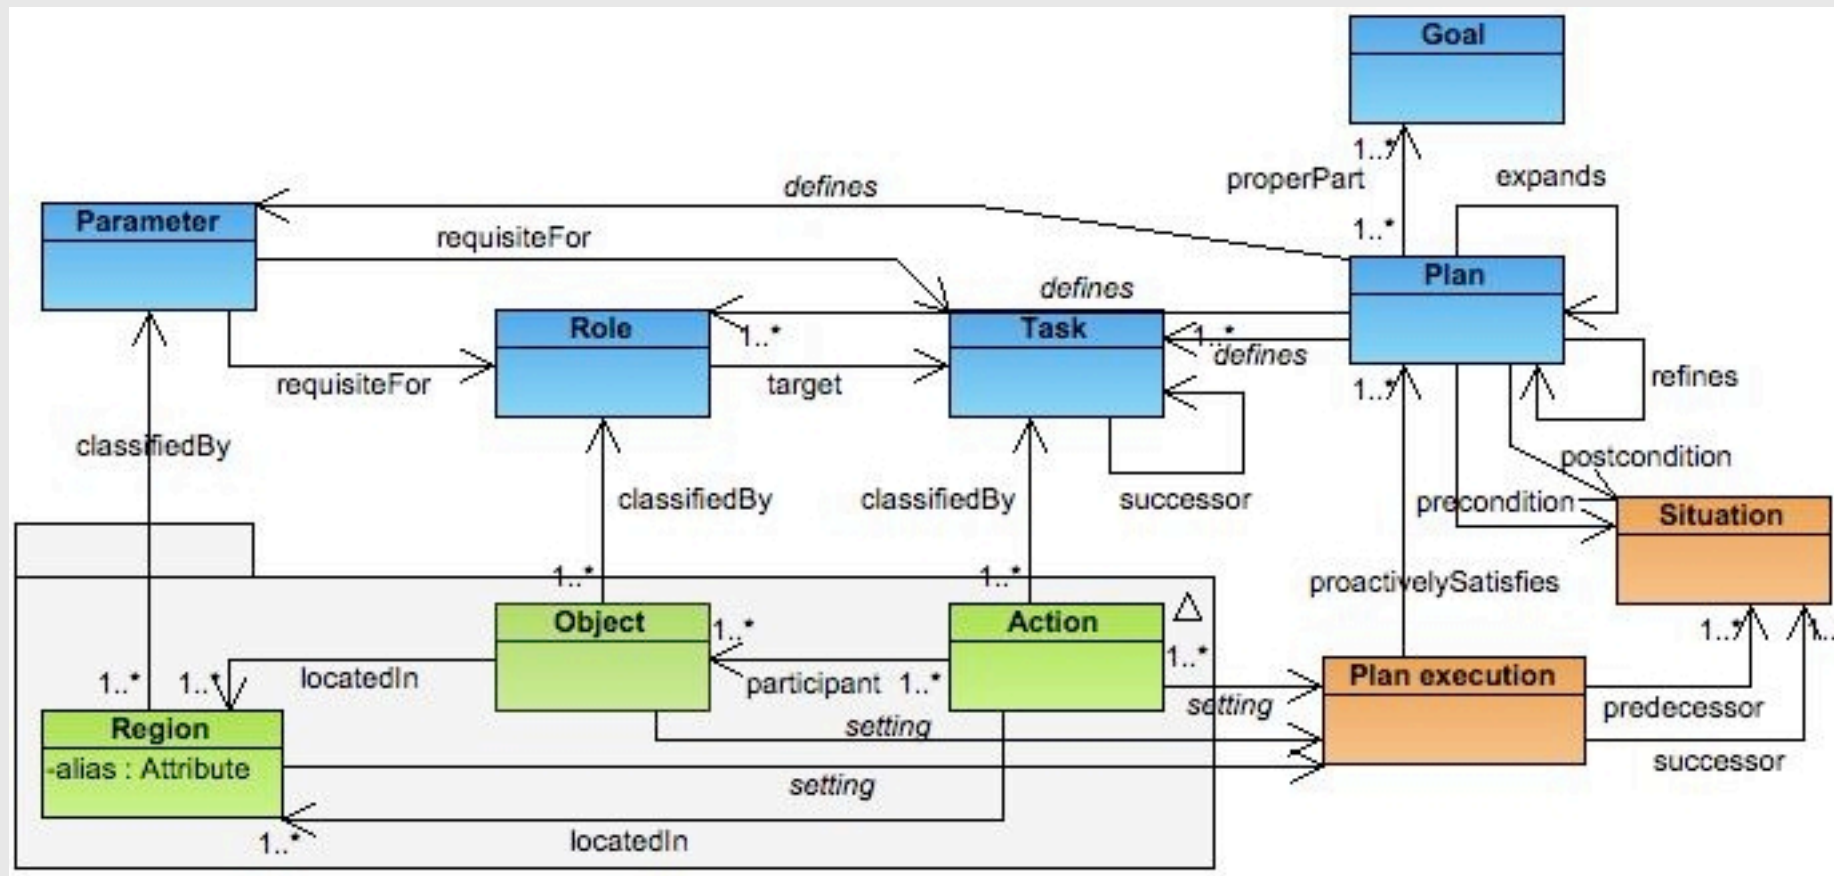 Goal
1..*
properPart
expands
defines
1..*
Parameter
requisiteFor
Plan
defines
Role
1..*
Task
1..*
defines
requisiteFor
target
1..*
refines
classifiedBy
postcondition
classifiedBy
classifiedBy
successor
precondition
Situation
1..*
1..*
proactivelySatisfies
Object
1..*
Action
1..*
1..*
1..
1..*
1..*
locatedIn
participant
1..*
Plan execution
setting
predecessor
Region
setting
-alias : Attribute
successor
setting
1..*
locatedIn